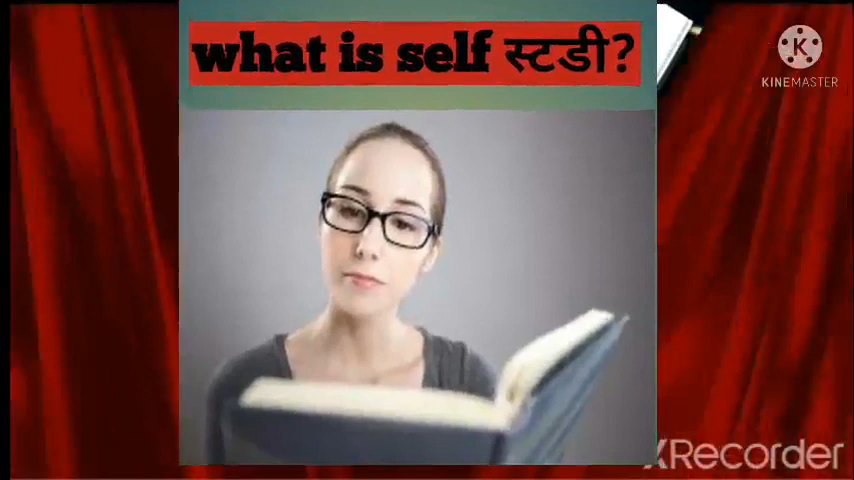 what is self स्टडी?
K
KINEMASTER
XRecorder